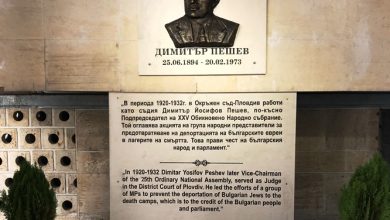 ДИМИТЪР ПЕШЕВ
25.06.1894 - 20.02.1973
„В периода 1920-1932г. в Окръжен съд-Пловдив работи
като съдия Димитър Йосифов Пешев, по-късно
Подпредседател на XXV Обикновено Народно събрание.
Той оглавява акцията на група народни представители за
предотвратяване на депортацията на българските евреи
в лагерите на смъртта. Това прави чест на българския
народ и парламент."
„In 1920-1932 Dimitar Yosifov Peshev later Vice-Chairman
of the 25th Ordinary National Assembly, served as Judge
in the District Court of Plovdiv. He led the efforts of a group
of MPs to prevent the deportation of Bulgarian Jews to the
death camps, which is to the credit of the Bulgarian people
and parliament."